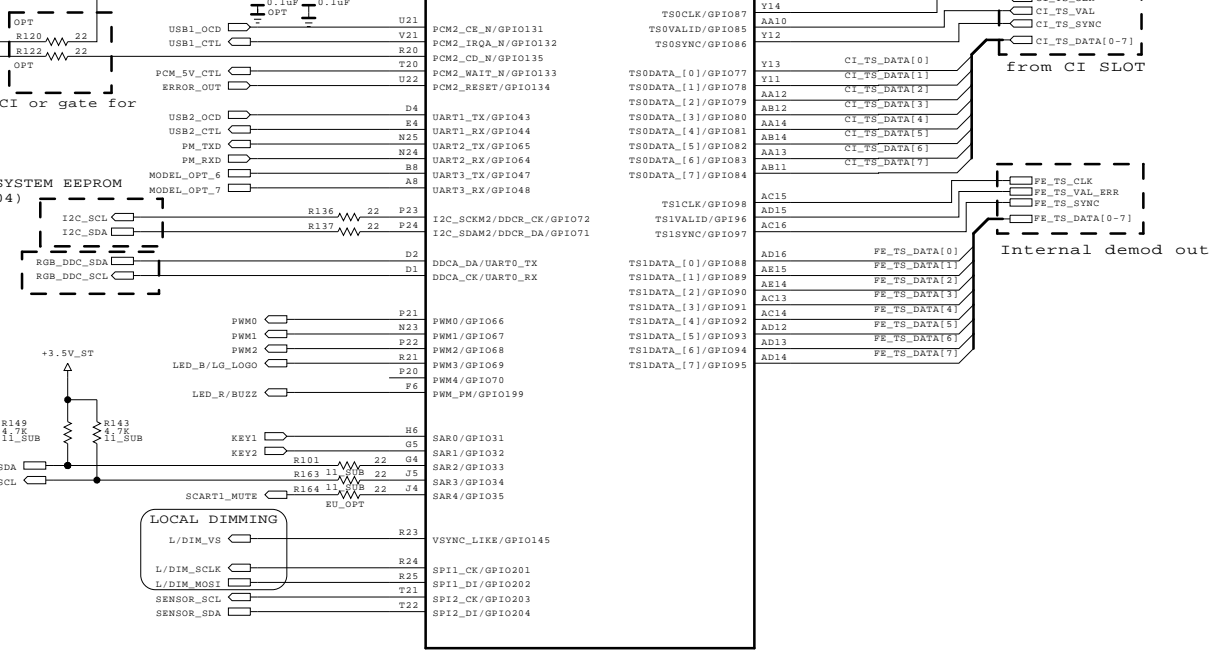 0.1uF
0.1uF
OPT
OPT
R120 22
R122 22
OPT
CI or gate for
USB1_OCD U21 PCM2_CE_N/GPIO131
USB1_CTL V21 PCM2_IRQA_N/GPIO132
R20 PCM2_CD_N/GPIO135
PCM_5V_CTL T20 PCM2_WAIT_N/GPIO133
ERROR_OUT U22 PCM2_RESET/GPIO134
USB2_OCD D4 UART1_TX/GPIO43
USB2_CTL E4 UART1_RX/GPIO44
PM_TXD N25 UART2_TX/GPIO65
PM_RXD N24 UART2_RX/GPIO64
MODEL_OPT_6 B8 UART3_TX/GPIO47
MODEL_OPT_7 A8 UART3_RX/GPIO48
SYSTEM EEPROM
04)
I2C_SCL R136 22 P23 I2C_SCKM2/DDCR_CK/GPIO72
I2C_SDA R137 22 P24 I2C_SDAM2/DDCR_DA/GPIO71
RGB_DDC_SDA D2 DDCA_DA/UART0_TX
RGB_DDC_SCL D1 DDCA_CK/UART0_RX
PWM0 P21 PWM0/GPIO66
PWM1 N23 PWM1/GPIO67
PWM2 P22 PWM2/GPIO68
LED_B/LG_LOGO R21 PWM3/GPIO69
P20 PWM4/GPIO70
LED_R/BUZZ F6 PWM_PM/GPIO199
+3.5V_ST
R149
4.7K
11_SUB
R143
4.7K
11_SUB
KEY1 H6 SAR0/GPIO31
KEY2 G5 SAR1/GPIO32
SDA R101 22 G4 SAR2/GPIO33
11_SUB
SCL R163 22 J5 SAR3/GPIO34
11_SUB
SCART1_MUTE R164 22 J4 SAR4/GPIO35
EU_OPT
LOCAL DIMMING
L/DIM_VS R23 VSYNC_LIKE/GPIO145
L/DIM_SCLK R24 SPI1_CK/GPIO201
L/DIM_MOSI R25 SPI1_DI/GPIO202
SENSOR_SCL T21 SPI2_CK/GPIO203
SENSOR_SDA T22 SPI2_DI/GPIO204
TS0CLK/GPIO87 Y14
TS0VALID/GPIO85 AA10 CI_TS_VAL
TS0SYNC/GPIO86 Y12 CI_TS_SYNC
CI_TS_DATA[0-7]
from CI SLOT
TS0DATA_[0]/GPIO77 Y13 CI_TS_DATA[0]
TS0DATA_[1]/GPIO78 Y11 CI_TS_DATA[1]
TS0DATA_[2]/GPIO79 AA12 CI_TS_DATA[2]
TS0DATA_[3]/GPIO80 AB12 CI_TS_DATA[3]
TS0DATA_[4]/GPIO81 AA14 CI_TS_DATA[4]
TS0DATA_[5]/GPIO82 AB14 CI_TS_DATA[5]
TS0DATA_[6]/GPIO83 AA13 CI_TS_DATA[6]
TS0DATA_[7]/GPIO84 AB11 CI_TS_DATA[7]
TS1CLK/GPIO98 AC15 FE_TS_CLK
TS1VALID/GPI96 AD15 FE_TS_VAL_ERR
TS1SYNC/GPIO97 AC16 FE_TS_SYNC
FE_TS_DATA[0-7]
Internal demod out
TS1DATA_[0]/GPIO88 AD16 FE_TS_DATA[0]
TS1DATA_[1]/GPIO89 AE15 FE_TS_DATA[1]
TS1DATA_[2]/GPIO90 AE14 FE_TS_DATA[2]
TS1DATA_[3]/GPIO91 AC13 FE_TS_DATA[3]
TS1DATA_[4]/GPIO92 AC14 FE_TS_DATA[4]
TS1DATA_[5]/GPIO93 AD12 FE_TS_DATA[5]
TS1DATA_[6]/GPIO94 AD13 FE_TS_DATA[6]
TS1DATA_[7]/GPIO95 AD14 FE_TS_DATA[7]